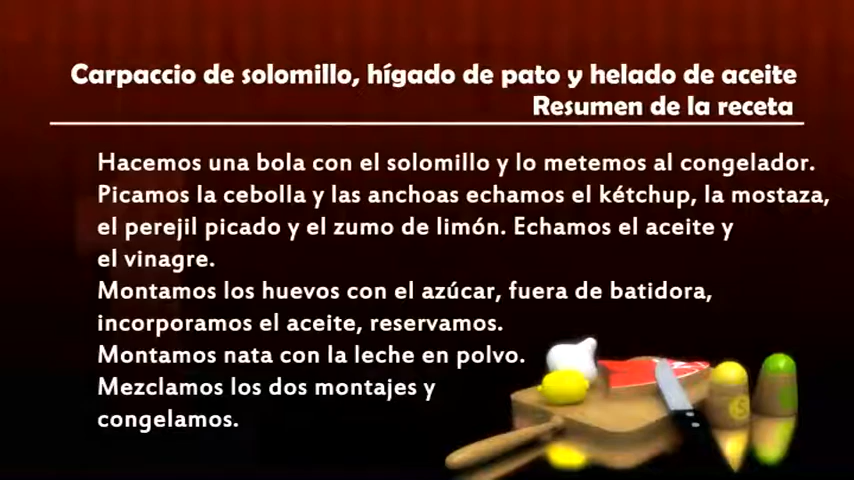 Carpaccio de solomillo, hígado de pato y helado de aceite
Resumen de la receta
Hacemos una bola con el solomillo y lo metemos al congelador.
Picamos la cebolla y las anchoas echamos el kétchup, la mostaza,
el perejil picado y el zumo de limón. Echamos el aceite y
el vinagre.
Montamos los huevos con el azúcar, fuera de batidora,
incorporamos el aceite, reservamos.
Montamos nata con la leche en polvo.
Mezclamos los dos montajes y
congelamos.